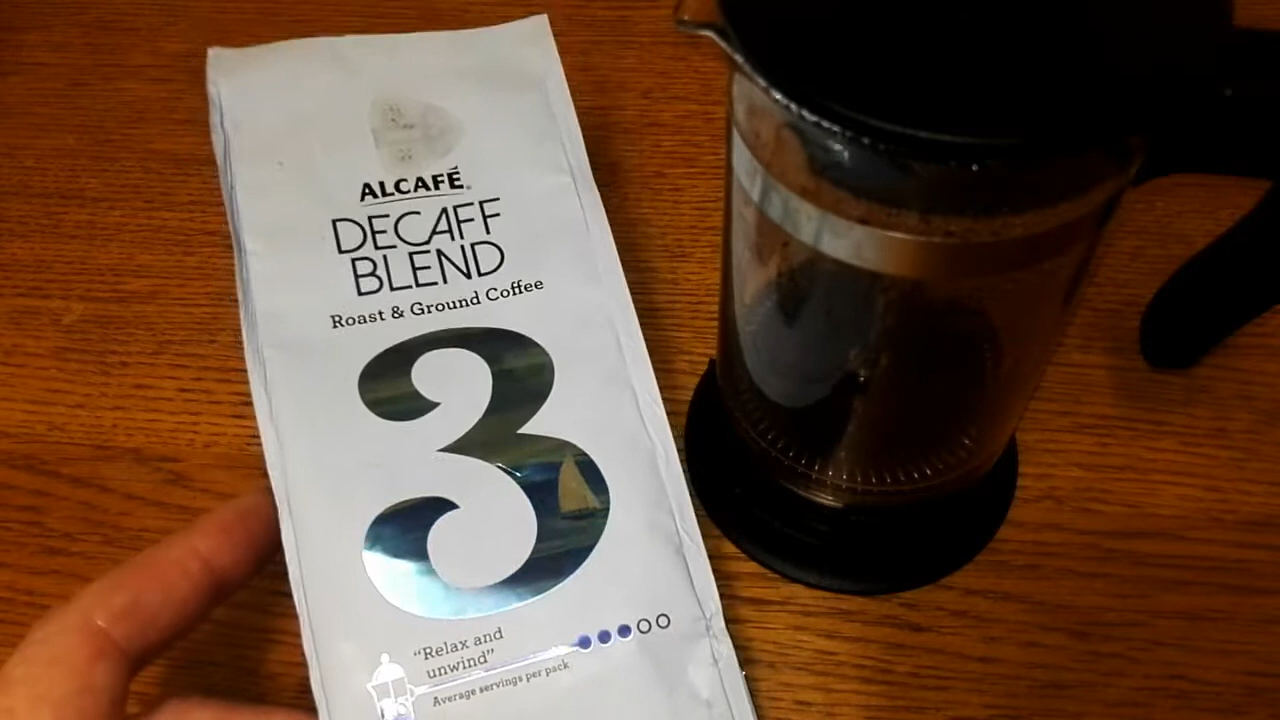 ALCAFÉ
DECAFF
BLEND
Roast & Ground Coffee
3
“Relax and
unwind”
Average servings per pack